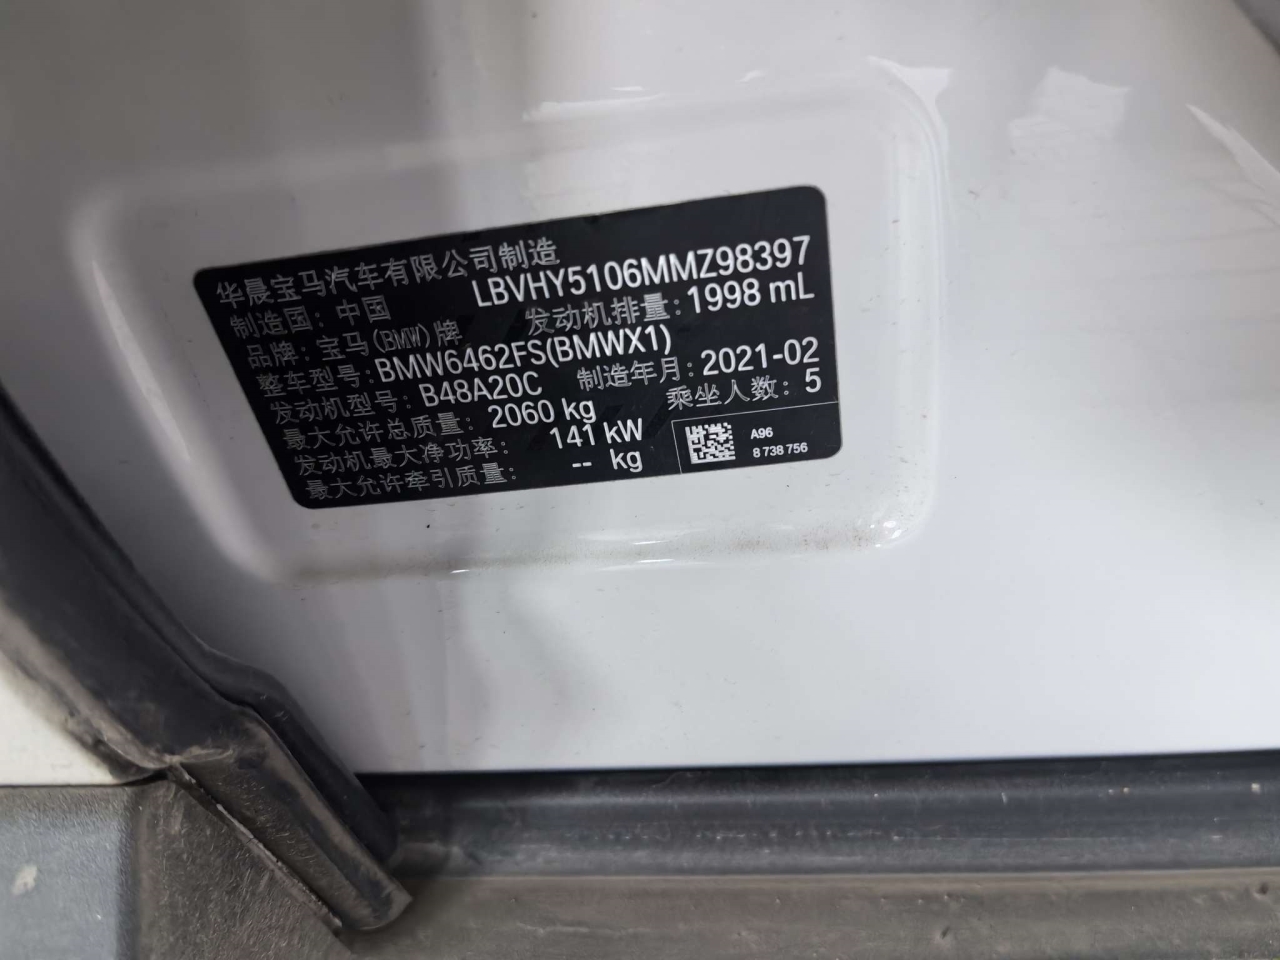 华晨宝马汽车有限公司制造
制造国：中国 LBVHY5106MMZ98397
品牌：宝马(BMW)牌 发动机排量：1998 mL
整车型号：BMW6462FS(BMWX1)
发动机型号：B48A20C 制造年月：2021-02
最大允许总质量：2060 kg 乘坐人数：5
发动机最大净功率：141 kW
最大允许牵引质量：-- kg
A96
8 738 756